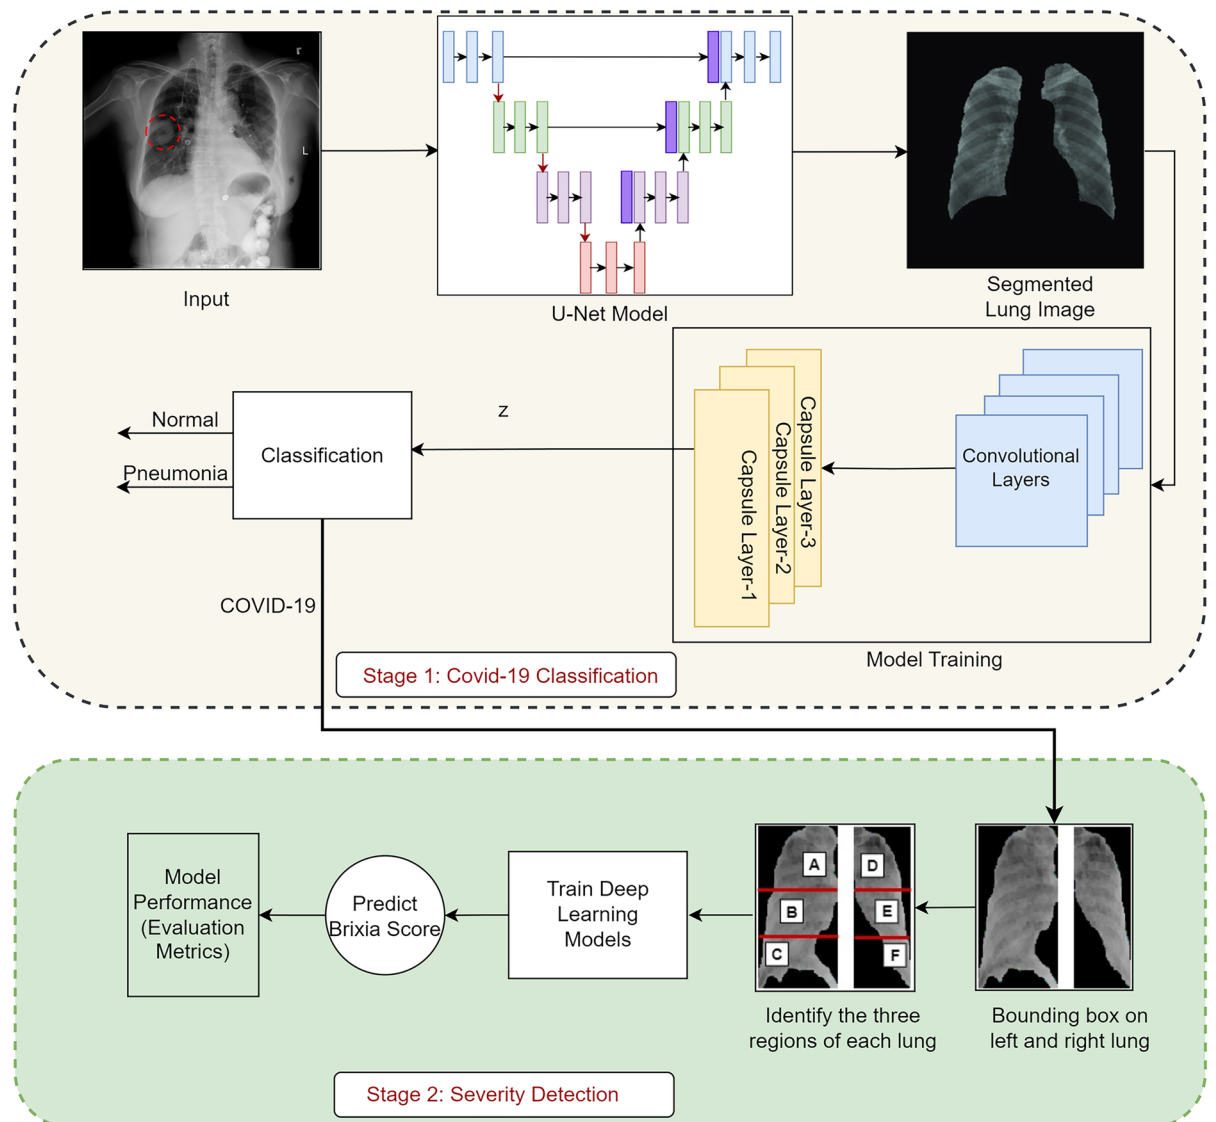 r
L
Input
U-Net Model
Segmented
Lung Image
Normal
Pneumonia
Classification
z
Capsule Layer-1
Capsule Layer-2
Capsule Layer-3
Convolutional
Layers
COVID-19
Model Training
Stage 1: Covid-19 Classification
Model
Performance
(Evaluation
Metrics)
Predict
Brixia Score
Train Deep
Learning
Models
A
D
B
E
C
F
Identify the three
regions of each lung
Bounding box on
left and right lung
Stage 2: Severity Detection